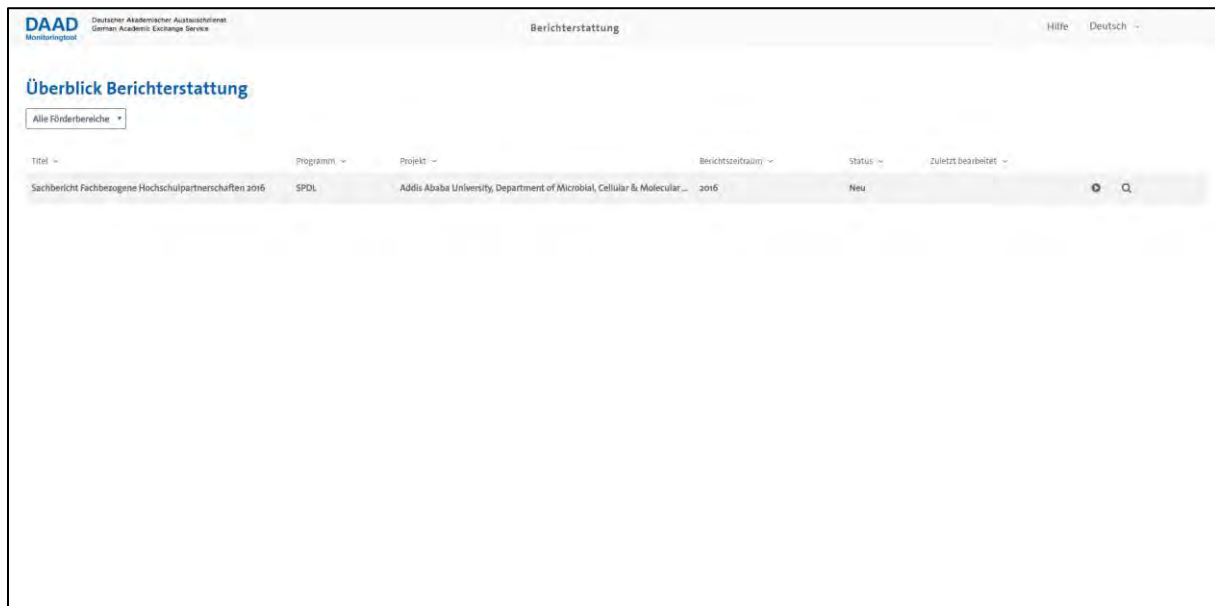 DAAD Deutscher Akademischer Austauschdienst
German Academic Exchange Service
Monitoringtool
Berichterstattung
Hilfe Deutsch
Überblick Berichterstattung
Alle Förderbereiche
Titel Programm Projekt Berichtszeitraum Status Zuletzt bearbeitet
Sachbericht Fachbezogene Hochschulpartnerschaften 2016 SPDL Addis Ababa University, Department of Microbial, Cellular & Molecular ... 2016 Neu